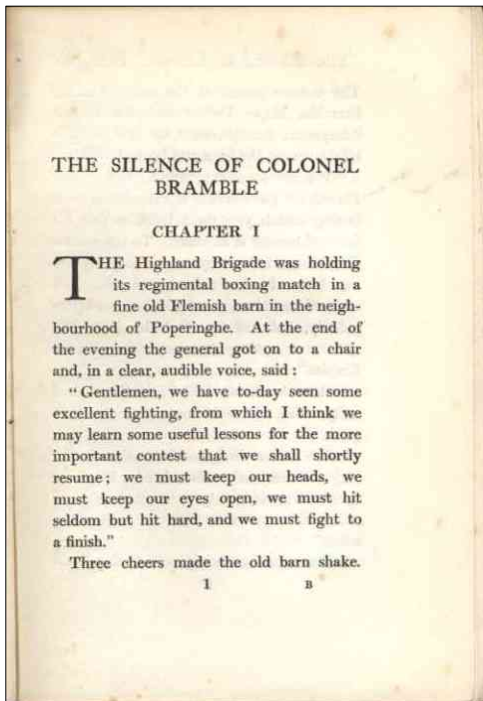 THE SILENCE OF COLONEL
BRAMBLE
CHAPTER I
THE Highland Brigade was holding
its regimental boxing match in a
fine old Flemish barn in the neigh-
bourhood of Poperinghe. At the end of
the evening the general got on to a chair
and, in a clear, audible voice, said :
"Gentlemen, we have to-day seen some
excellent fighting, from which I think we
may learn some useful lessons for the more
important contest that we shall shortly
resume; we must keep our heads, we
must keep our eyes open, we must hit
seldom but hit hard, and we must fight to
a finish."
Three cheers made the old barn shake.
1 B